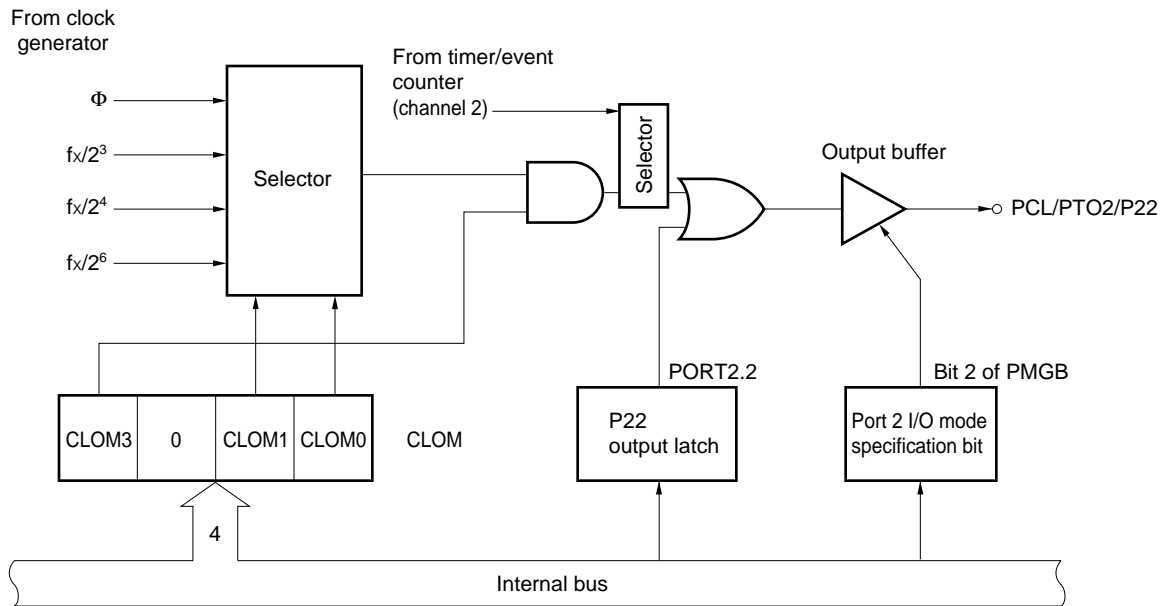 From clock
generator
Φ
fX/2³
fX/2⁴
fX/2⁶
Selector
From timer/event
counter
(channel 2)
Selector
Output buffer
PCL/PTO2/P22
PORT2.2
Bit 2 of PMGB
CLOM3 0 CLOM1 CLOM0 CLOM
P22
output latch
Port 2 I/O mode
specification bit
4
Internal bus